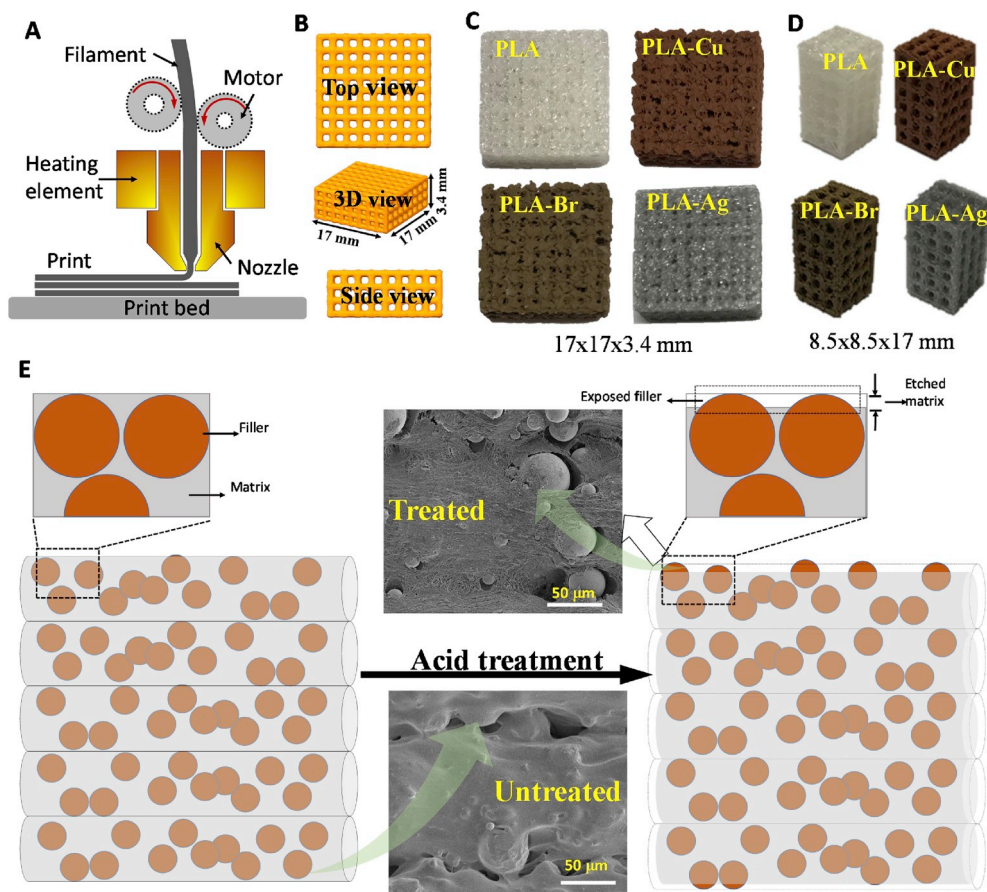 A
Filament
Motor
Heating
element
Nozzle
Print
Print bed
B
Top view
3D view
3.4 mm
17 mm
17 mm
Side view
C
PLA
PLA-Cu
PLA-Br
PLA-Ag
17x17x3.4 mm
D
PLA
PLA-Cu
PLA-Br
PLA-Ag
8.5x8.5x17 mm
E
Filler
Matrix
Treated
50 μm
Exposed filler
Etched
matrix
Acid treatment
Untreated
50 μm